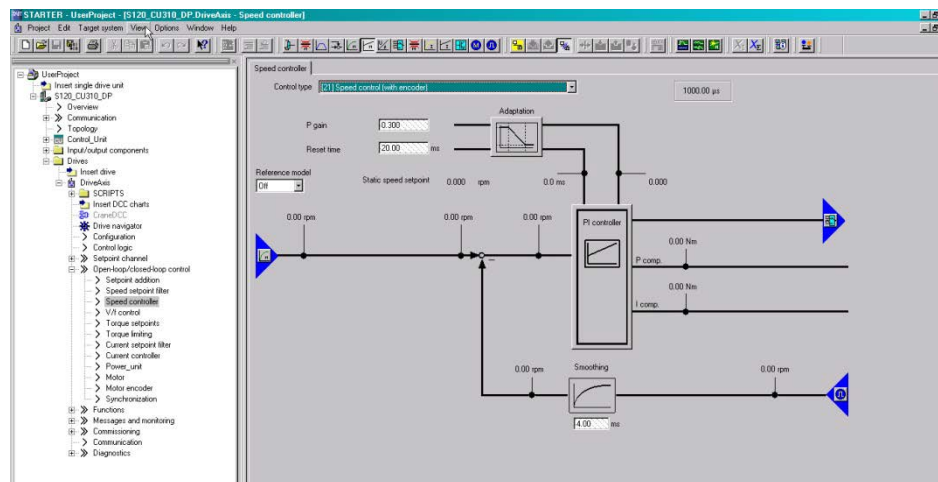 STARTER - UserProject - [S120_CU310_DP.DriveAxis - Speed controller]
Project Edit Target system View Options Window Help
UserProject
Insert single drive unit
S120_CU310_DP
Overview
Communication
Topology
Control_Unit
Input/output components
Drives
Insert drive
DriveAxis
SCRIPTS
Insert DCC charts
CraneDCC
Drive navigator
Configuration
Control logic
Setpoint channel
Open-loop/closed-loop control
Setpoint addition
Speed setpoint filter
Speed controller
V/f control
Torque setpoints
Torque limiting
Current setpoint filter
Current controller
Power_unit
Motor
Motor encoder
Synchronization
Functions
Messages and monitoring
Commissioning
Communication
Diagnostics
Speed controller
Control type [21] Speed control (with encoder)
1000.00 µs
Adaptation
P gain 0.300
Reset time 20.00 ms
Reference model
Off
Static speed setpoint 0.000 rpm 0.0 ms 0.000
0.00 rpm 0.00 rpm 0.00 rpm
PI controller
0.00 Nm
P comp.
0.00 Nm
I comp.
0.00 rpm Smoothing 0.00 rpm
4.00 ms